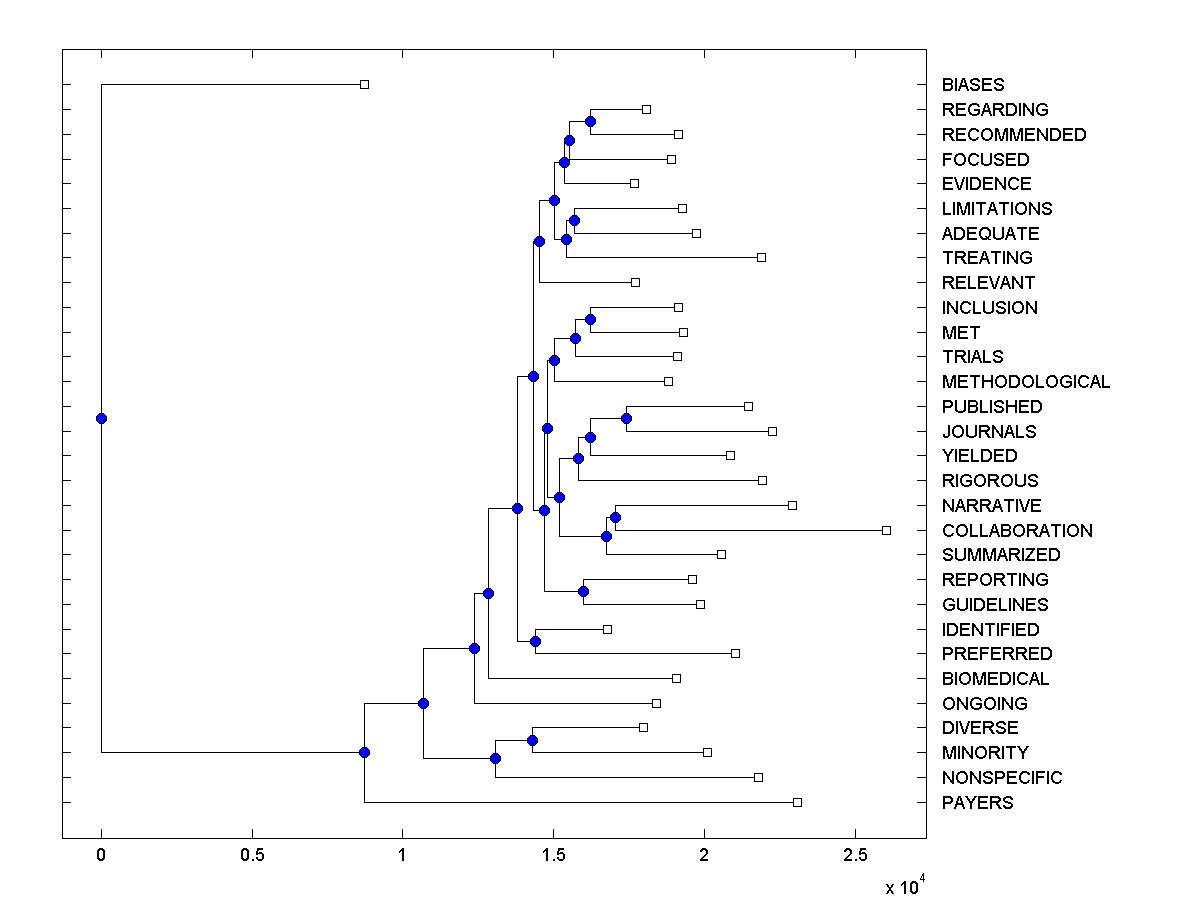 BIASES
REGARDING
RECOMMENDED
FOCUSED
EVIDENCE
LIMITATIONS
ADEQUATE
TREATING
RELEVANT
INCLUSION
MET
TRIALS
METHODOLOGICAL
PUBLISHED
JOURNALS
YIELDED
RIGOROUS
NARRATIVE
COLLABORATION
SUMMARIZED
REPORTING
GUIDELINES
IDENTIFIED
PREFERRED
BIOMEDICAL
ONGOING
DIVERSE
MINORITY
NONSPECIFIC
PAYERS
0 0.5 1 1.5 2 2.5
x 10^4